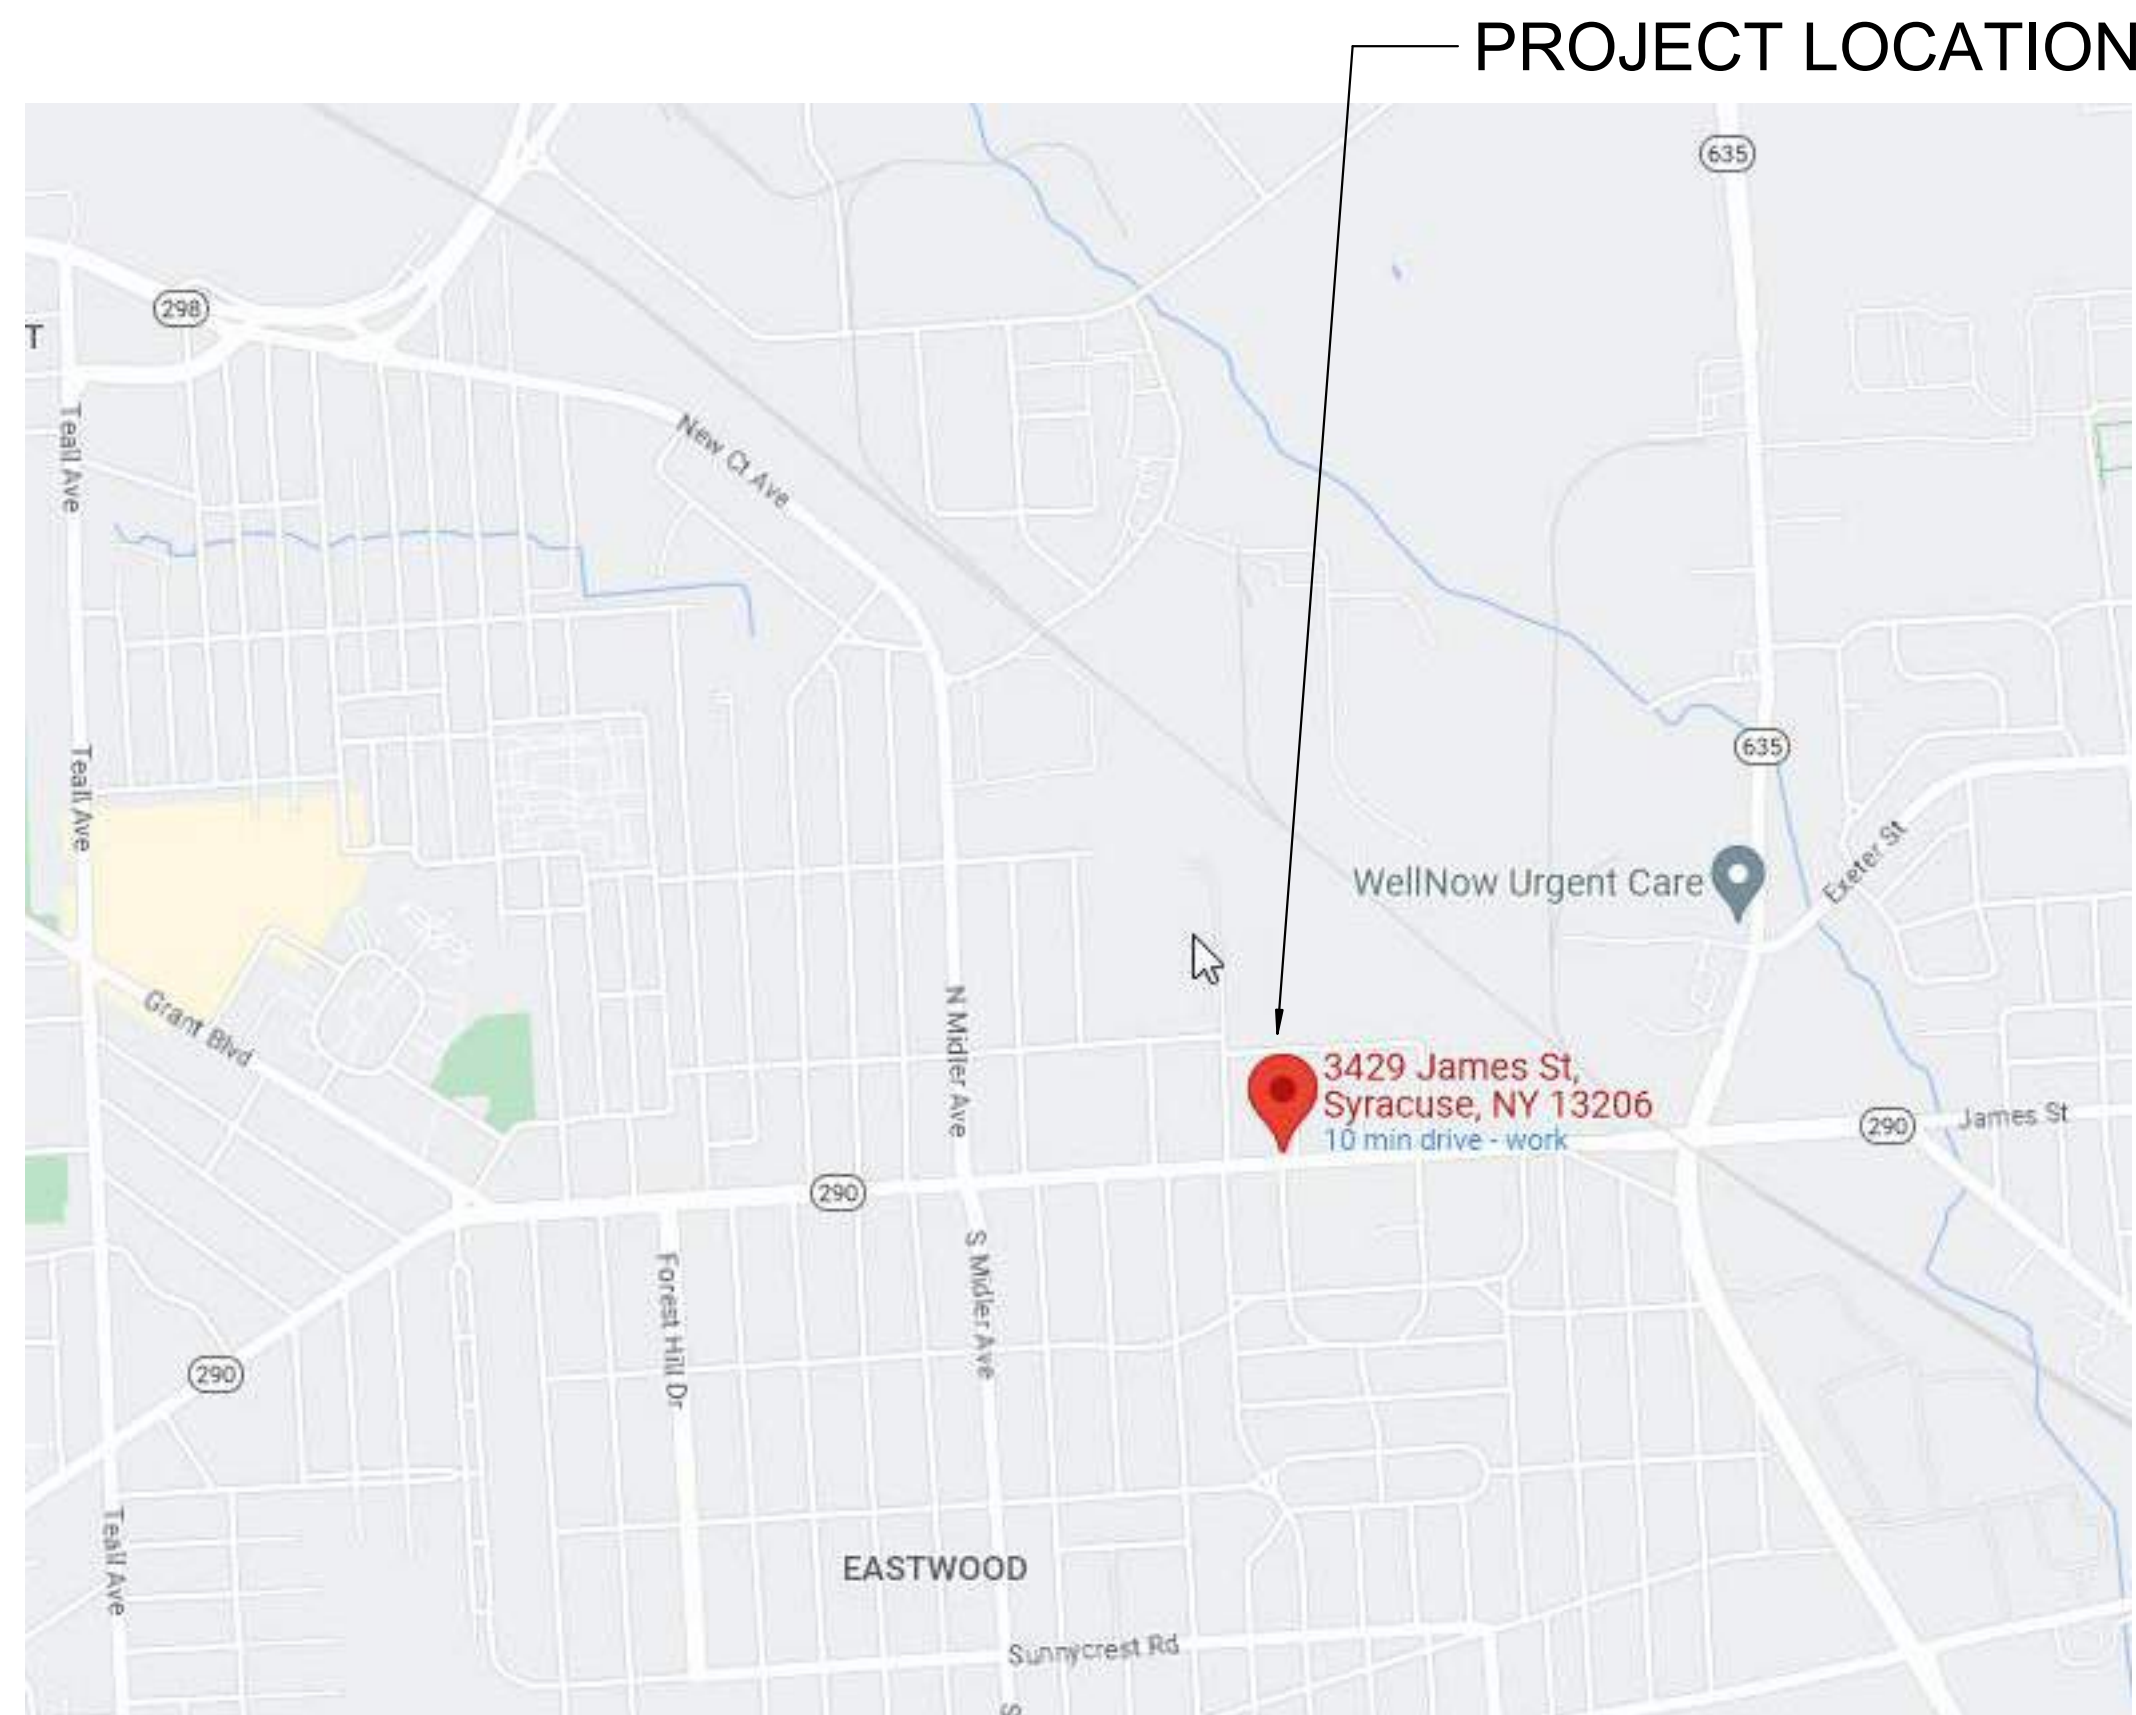 PROJECT LOCATION
635
298
T
Teall Ave
New Ct Ave
635
Teall Ave
Exeter St
WellNow Urgent Care
Grant Blvd
N Midler Ave
3429 James St,
Syracuse, NY 13206
10 min drive - work
290
James St
290
S Midler Ave
Forest Hill Dr
290
Teall Ave
EASTWOOD
Sunnycrest Rd
S